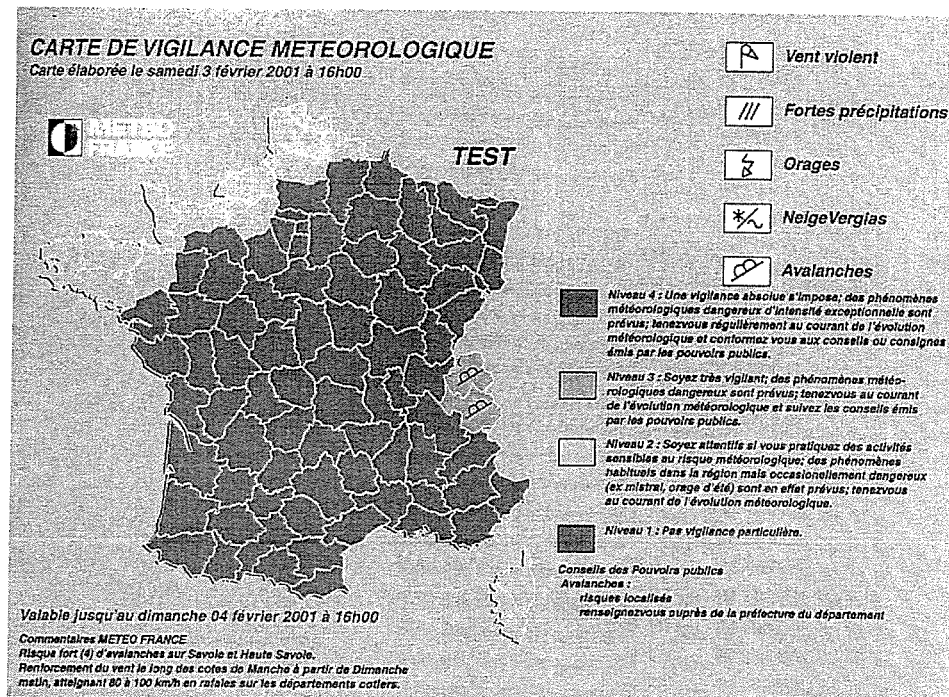 CARTE DE VIGILANCE METEOROLOGIQUE
Carte élaborée le samedi 3 février 2001 à 16h00
METEO
FRANCE
TEST
Vent violent
Fortes précipitations
Orages
NeigeVerglas
Avalanches
Niveau 4 : Une vigilance absolue s'impose; des phénomènes
météorologiques dangereux d'intensité exceptionnelle sont
prévus; tenezvous régulièrement au courant de l'évolution
météorologique et conformez vous aux conseils ou consignes
émis par les pouvoirs publics.
Niveau 3 : Soyez très vigilant; des phénomènes météo-
rologiques dangereux sont prévus; tenezvous au courant
de l'évolution météorologique et suivez les conseils émis
par les pouvoirs publics.
Niveau 2 : Soyez attentifs si vous pratiquez des activités
sensibles au risque météorologique; des phénomènes
habituels dans la région mais occasionellement dangereux
(ex mistral, orage d'été) sont en effet prévus; tenezvous
au courant de l'évolution météorologique.
Niveau 1 : Pas vigilance particulière.
Conseils des Pouvoirs publics
Avalanches :
risques localisés
renseignezvous auprès de la préfecture du département
Valable jusqu'au dimanche 04 février 2001 à 16h00
Commentaires METEO FRANCE
Risque fort (4) d'avalanches sur Savoie et Haute Savoie.
Renforcement du vent le long des cotes de Manche à partir de Dimanche
matin, atteignant 80 à 100 km/h en rafales sur les départements cotiers.